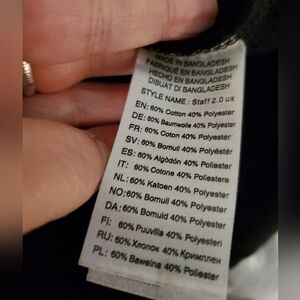 MADE IN BANGLADESH
FABRIQUÉ EN BANGLADESH
HECHO EN BANGLADESH
DIBUAT DI BANGLADESH
STYLE NAME : Staff 2.0 ux
EN: 60% Cotton 40% Polyester
DE: 60% Baumwolle 40% Polyester
FR: 60% Coton 40% Polyester
SV: 60% Bomull 40% Polyester
ES: 60% Algodón 40% Poliester
IT: 60% Cotone 40% Poliestere
NL: 60% Katoen 40% Polyester
NO: 60% Bomull 40% Polyester
DA: 60% Bomuld 40% Polyester
FI: 60% Puuvilla 40% Polyesteri
RU: 60% Хлопок 40% Кримплен
PL: 60% Bawelna 40% Poliester